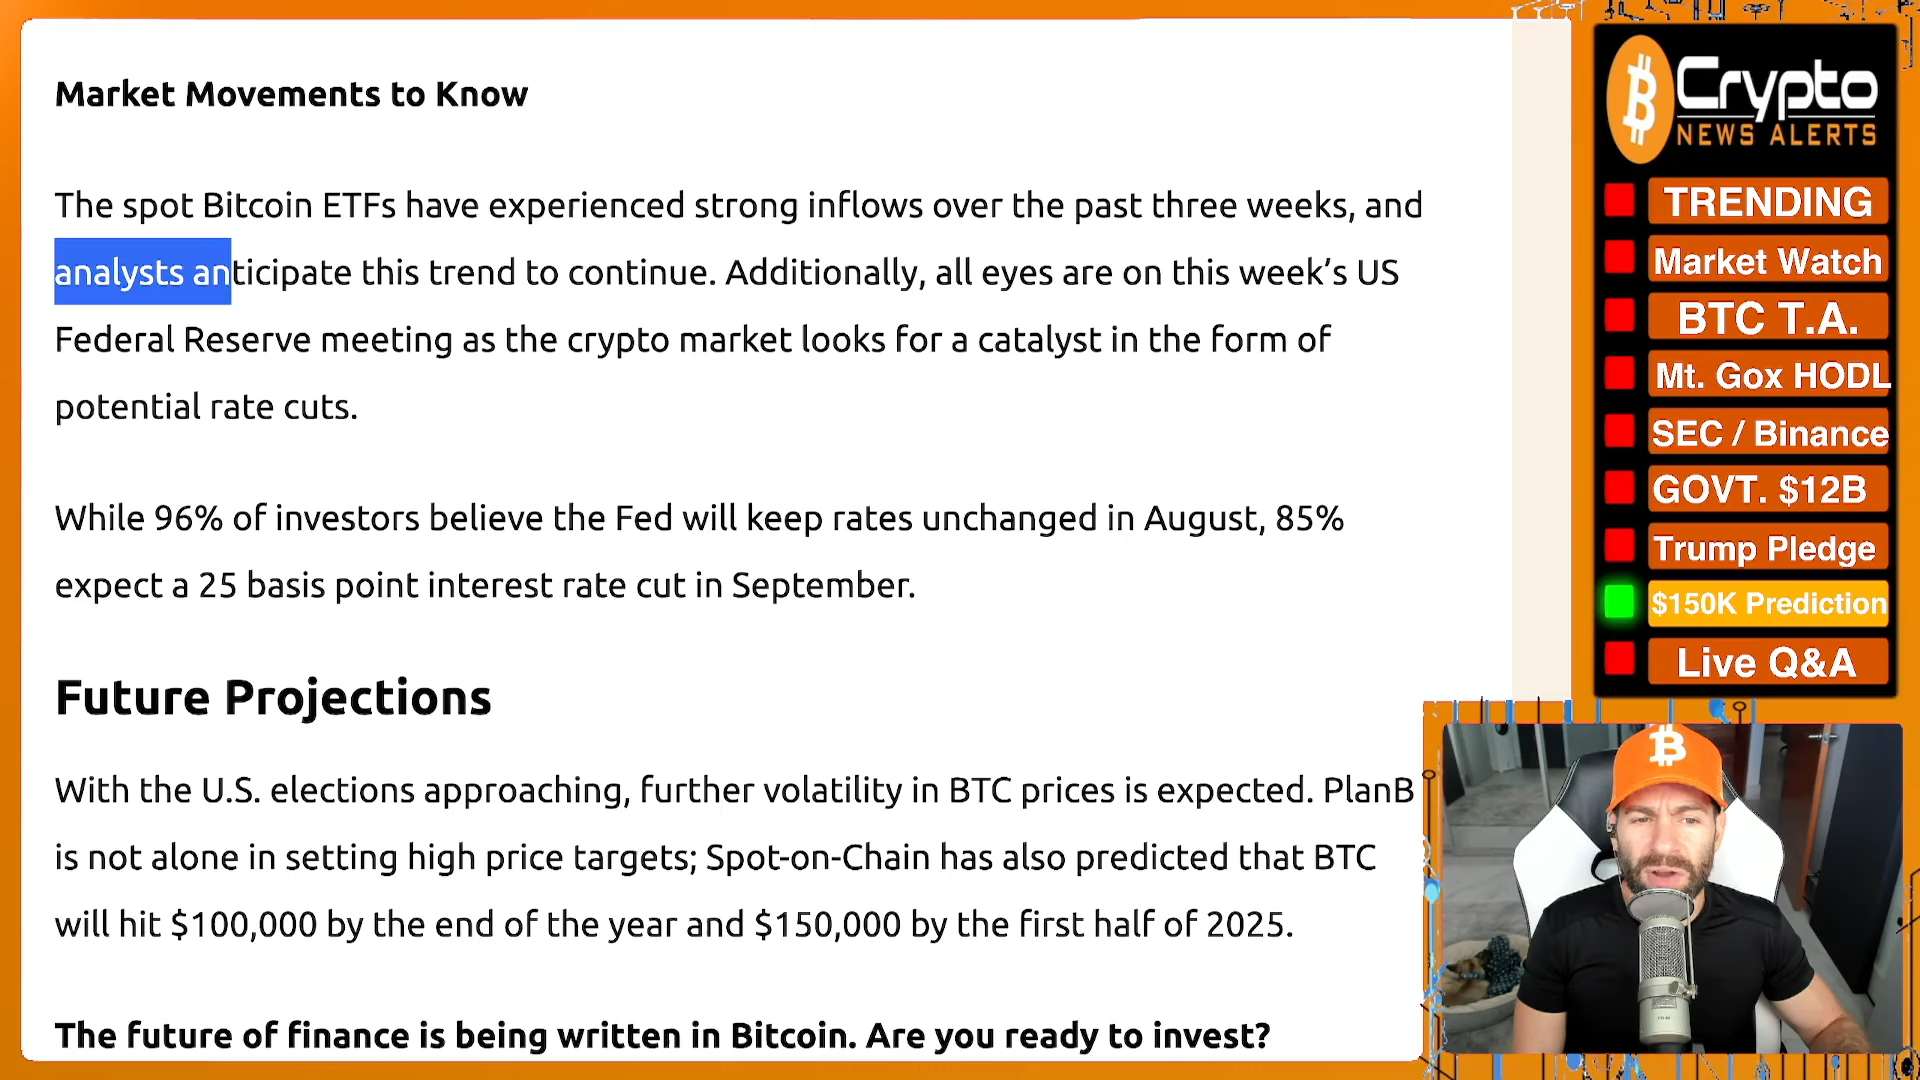 Market Movements to Know
The spot Bitcoin ETFs have experienced strong inflows over the past three weeks, and
analysts anticipate this trend to continue. Additionally, all eyes are on this week’s US
Federal Reserve meeting as the crypto market looks for a catalyst in the form of
potential rate cuts.
While 96% of investors believe the Fed will keep rates unchanged in August, 85%
expect a 25 basis point interest rate cut in September.
Future Projections
With the U.S. elections approaching, further volatility in BTC prices is expected. PlanB
is not alone in setting high price targets; Spot-on-Chain has also predicted that BTC
will hit $100,000 by the end of the year and $150,000 by the first half of 2025.
The future of finance is being written in Bitcoin. Are you ready to invest?
Crypto
NEWS ALERTS
TRENDING
Market Watch
BTC T.A.
Mt. Gox HODL
SEC / Binance
GOVT. $12B
Trump Pledge
$150K Prediction
Live Q&A